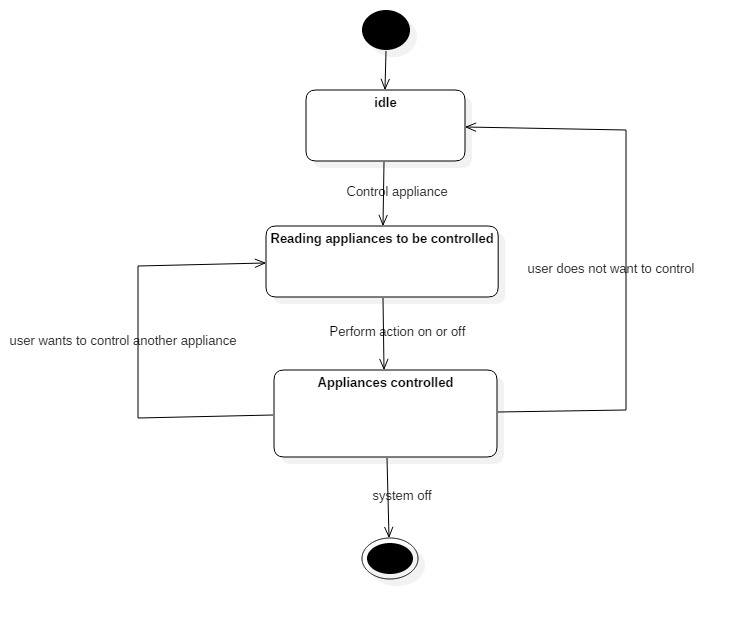 idle
Control appliance
Reading appliances to be controlled
user does not want to control
Perform action on or off
user wants to control another appliance
Appliances controlled
system off